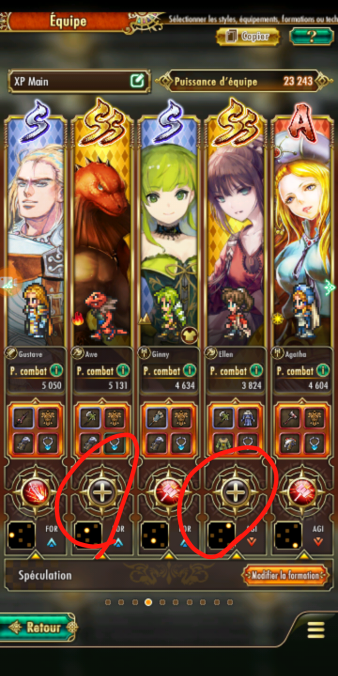 Équipe
Sélectionner les styles, équipements, formations ou tech
Copier
?
XP Main
Puissance d'équipe 23 243
S SS S SS A
Gustave Awa Ginny Ellen Agatha
P. combat P. combat P. combat P. combat P. combat
5 050 5 131 4 634 3 824 4 604
FOR FOR FOR AGI AGI
Spéculation
Modifier la formation
Retour